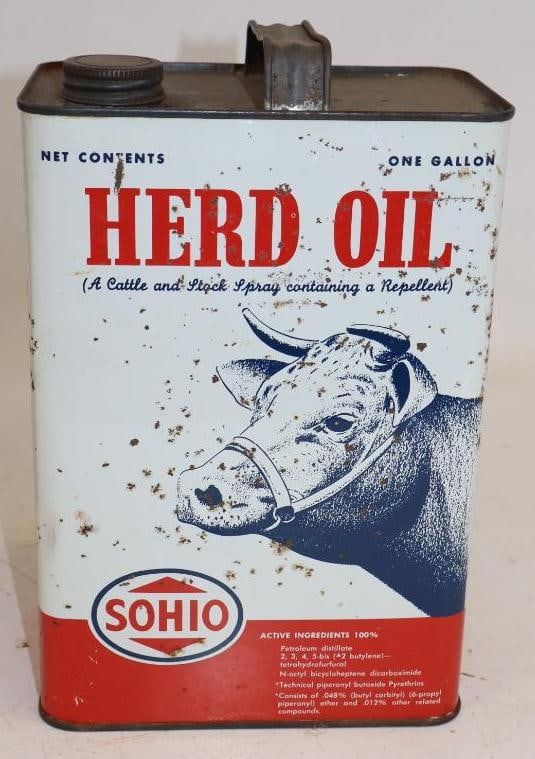 NET CONTENTS
ONE GALLON
HERD OIL
(A Cattle and Stock Spray containing a Repellent)
SOHIO
ACTIVE INGREDIENTS 100%
Petroleum distillate
2, 3, 4, 5-bis (^2 butylene)—
tetrahydrofurfural
N-octyl bicycloheptene dicarboximide
*Technical piperonyl butoxide Pyrethrins
*Consists of .048% (butyl carbityl) (6-propyl
piperonyl) ether and .012% other related
compounds.